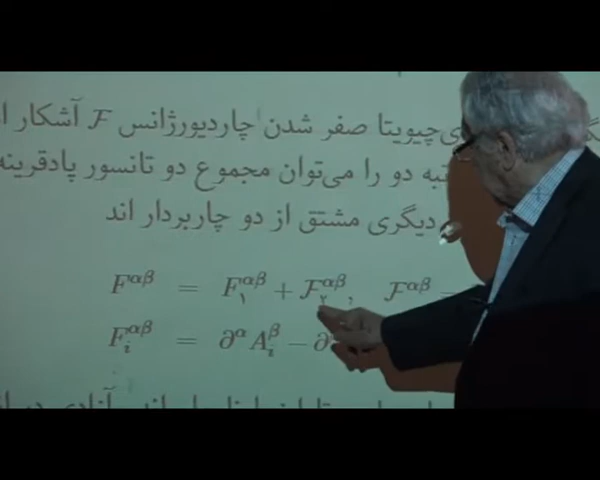 ی‌چیویتا صفر شدن چاردیورژانس 𝓕 آشکار
تبه دو را می‌توان مجموع دو تانسور پادقرینه
دیگری مشتق از دو چاربردار اند
F^{αβ} = F_۱^{αβ} + 𝓕_۲^{αβ}, 𝓕^{αβ} =
F_i^{αβ} = ∂^α A_i^β − ∂